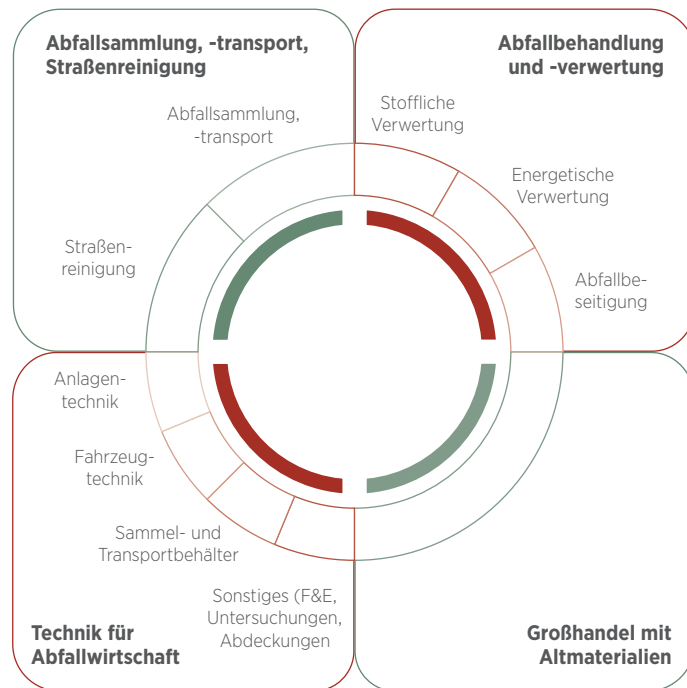 Abfallsammlung, -transport,
Straßenreinigung
Abfallsammlung,
-transport
Straßen-
reinigung
Abfallbehandlung
und -verwertung
Stoffliche
Verwertung
Energetische
Verwertung
Abfallbe-
seitigung
Anlagen-
technik
Fahrzeug-
technik
Sammel- und
Transportbehälter
Sonstiges (F&E,
Untersuchungen,
Abdeckungen
Technik für
Abfallwirtschaft
Großhandel mit
Altmaterialien